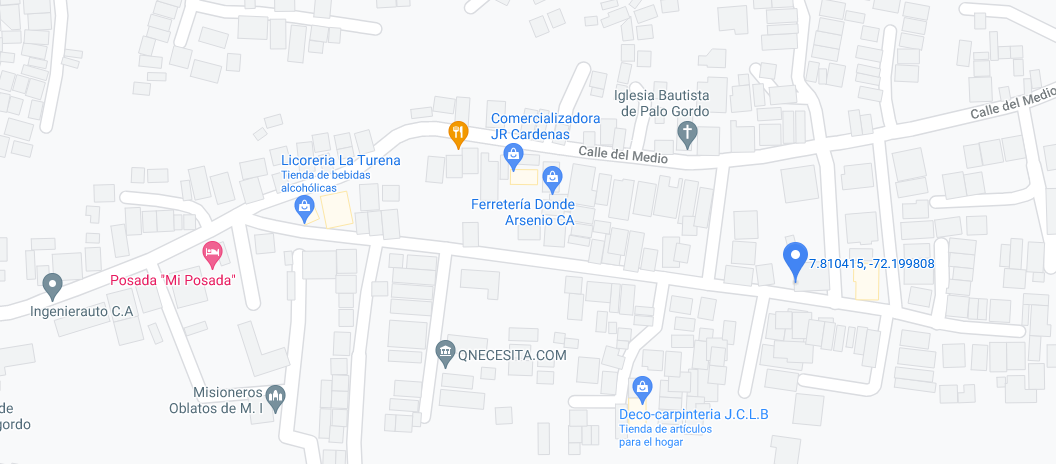 Calle del Medio
Iglesia Bautista
de Palo Gordo
Comercializadora
JR Cardenas
Calle del Medio
Licoreria La Turena
Tienda de bebidas
alcohólicas
Ferretería Donde
Arsenio CA
7.810415, -72.199808
Posada "Mi Posada"
Ingenierauto C.A
QNECESITA.COM
Misioneros
Oblatos de M. I
de
gordo
Deco-carpinteria J.C.L.B
Tienda de artículos
para el hogar